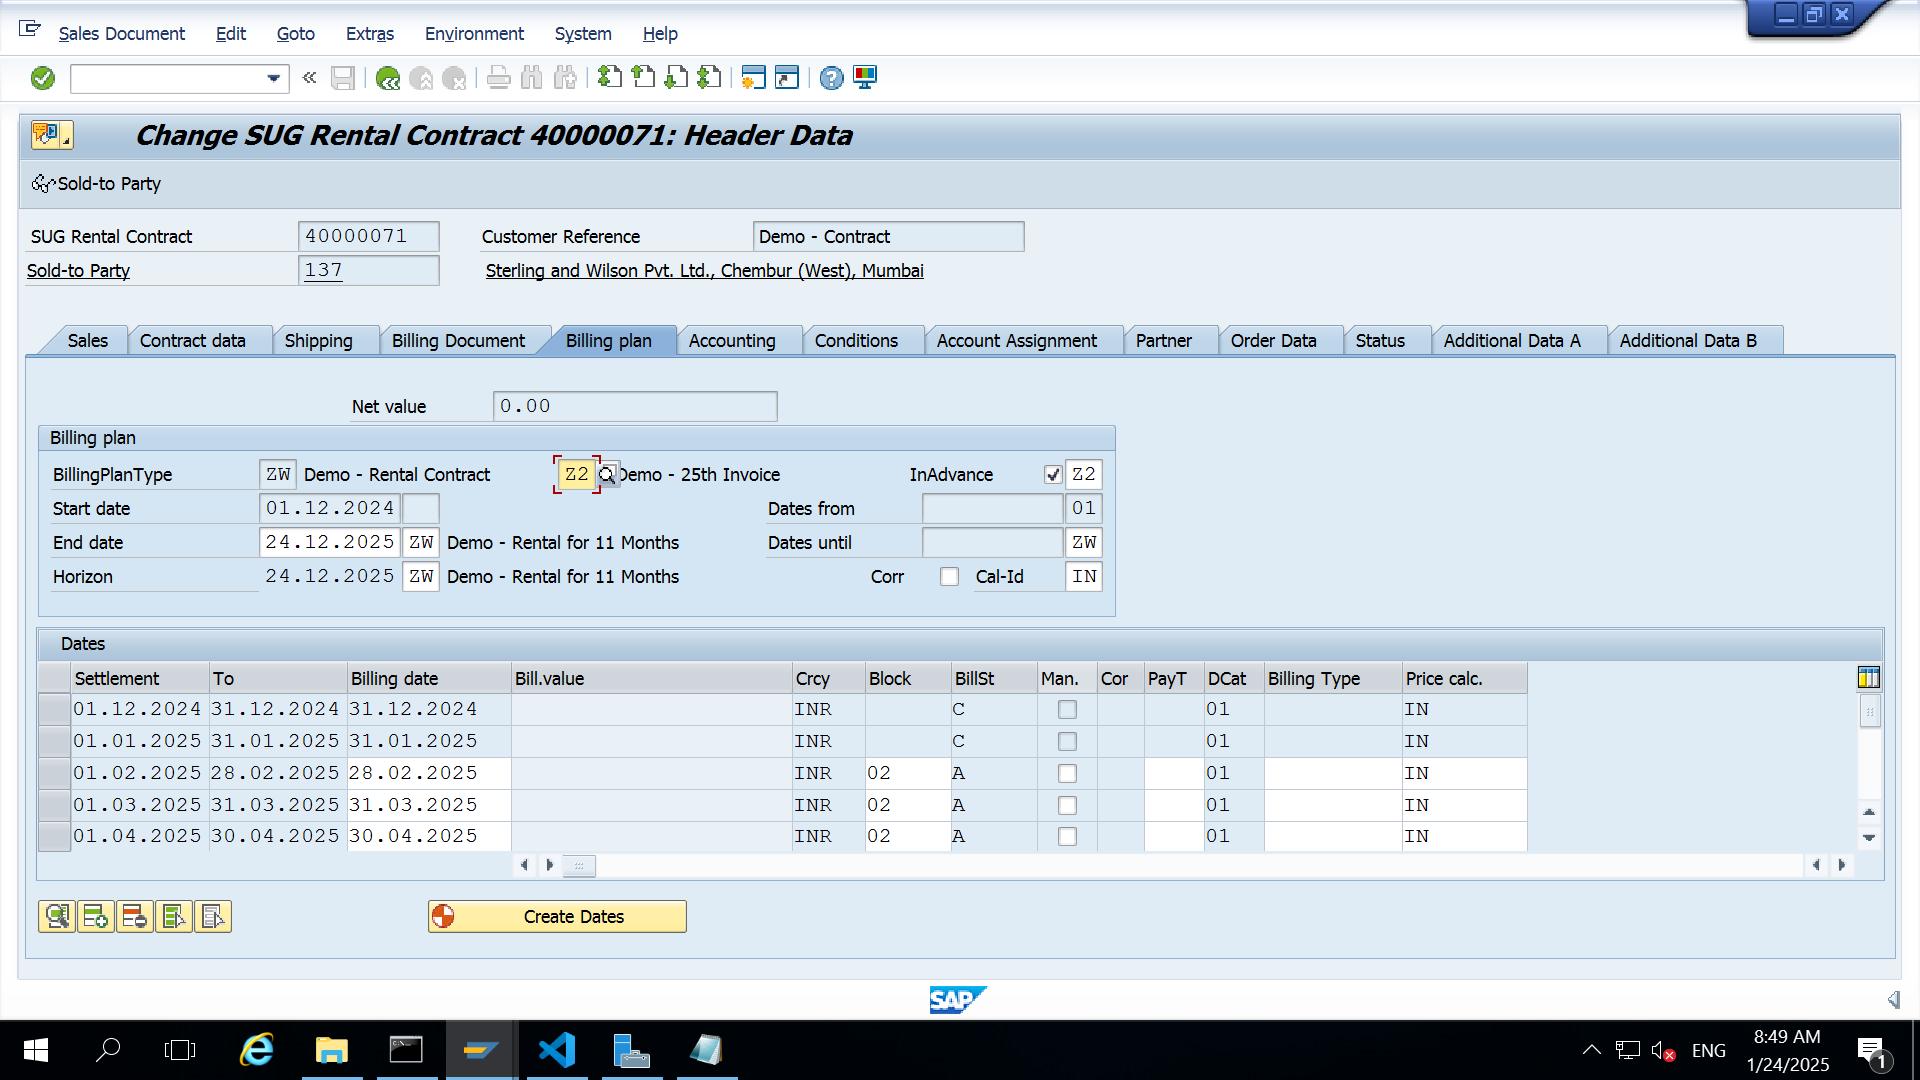 Sales Document Edit Goto Extras Environment System Help
Change SUG Rental Contract 40000071: Header Data
Sold-to Party
SUG Rental Contract 40000071 Customer Reference Demo - Contract
Sold-to Party 137 Sterling and Wilson Pvt. Ltd., Chembur (West), Mumbai
Sales Contract data Shipping Billing Document Billing plan Accounting Conditions Account Assignment Partner Order Data Status Additional Data A Additional Data B
Net value 0.00
Billing plan
BillingPlanType ZW Demo - Rental Contract Z2 Demo - 25th Invoice InAdvance Z2
Start date 01.12.2024 Dates from 01
End date 24.12.2025 ZW Demo - Rental for 11 Months Dates until ZW
Horizon 24.12.2025 ZW Demo - Rental for 11 Months Corr Cal-Id IN
Dates
Settlement To Billing date Bill.value Crcy Block BillSt Man. Cor PayT DCat Billing Type Price calc.
01.12.2024 31.12.2024 31.12.2024 INR C 01 IN
01.01.2025 31.01.2025 31.01.2025 INR C 01 IN
01.02.2025 28.02.2025 28.02.2025 INR 02 A 01 IN
01.03.2025 31.03.2025 31.03.2025 INR 02 A 01 IN
01.04.2025 30.04.2025 30.04.2025 INR 02 A 01 IN
Create Dates
SAP
ENG
8:49 AM
1/24/2025
1